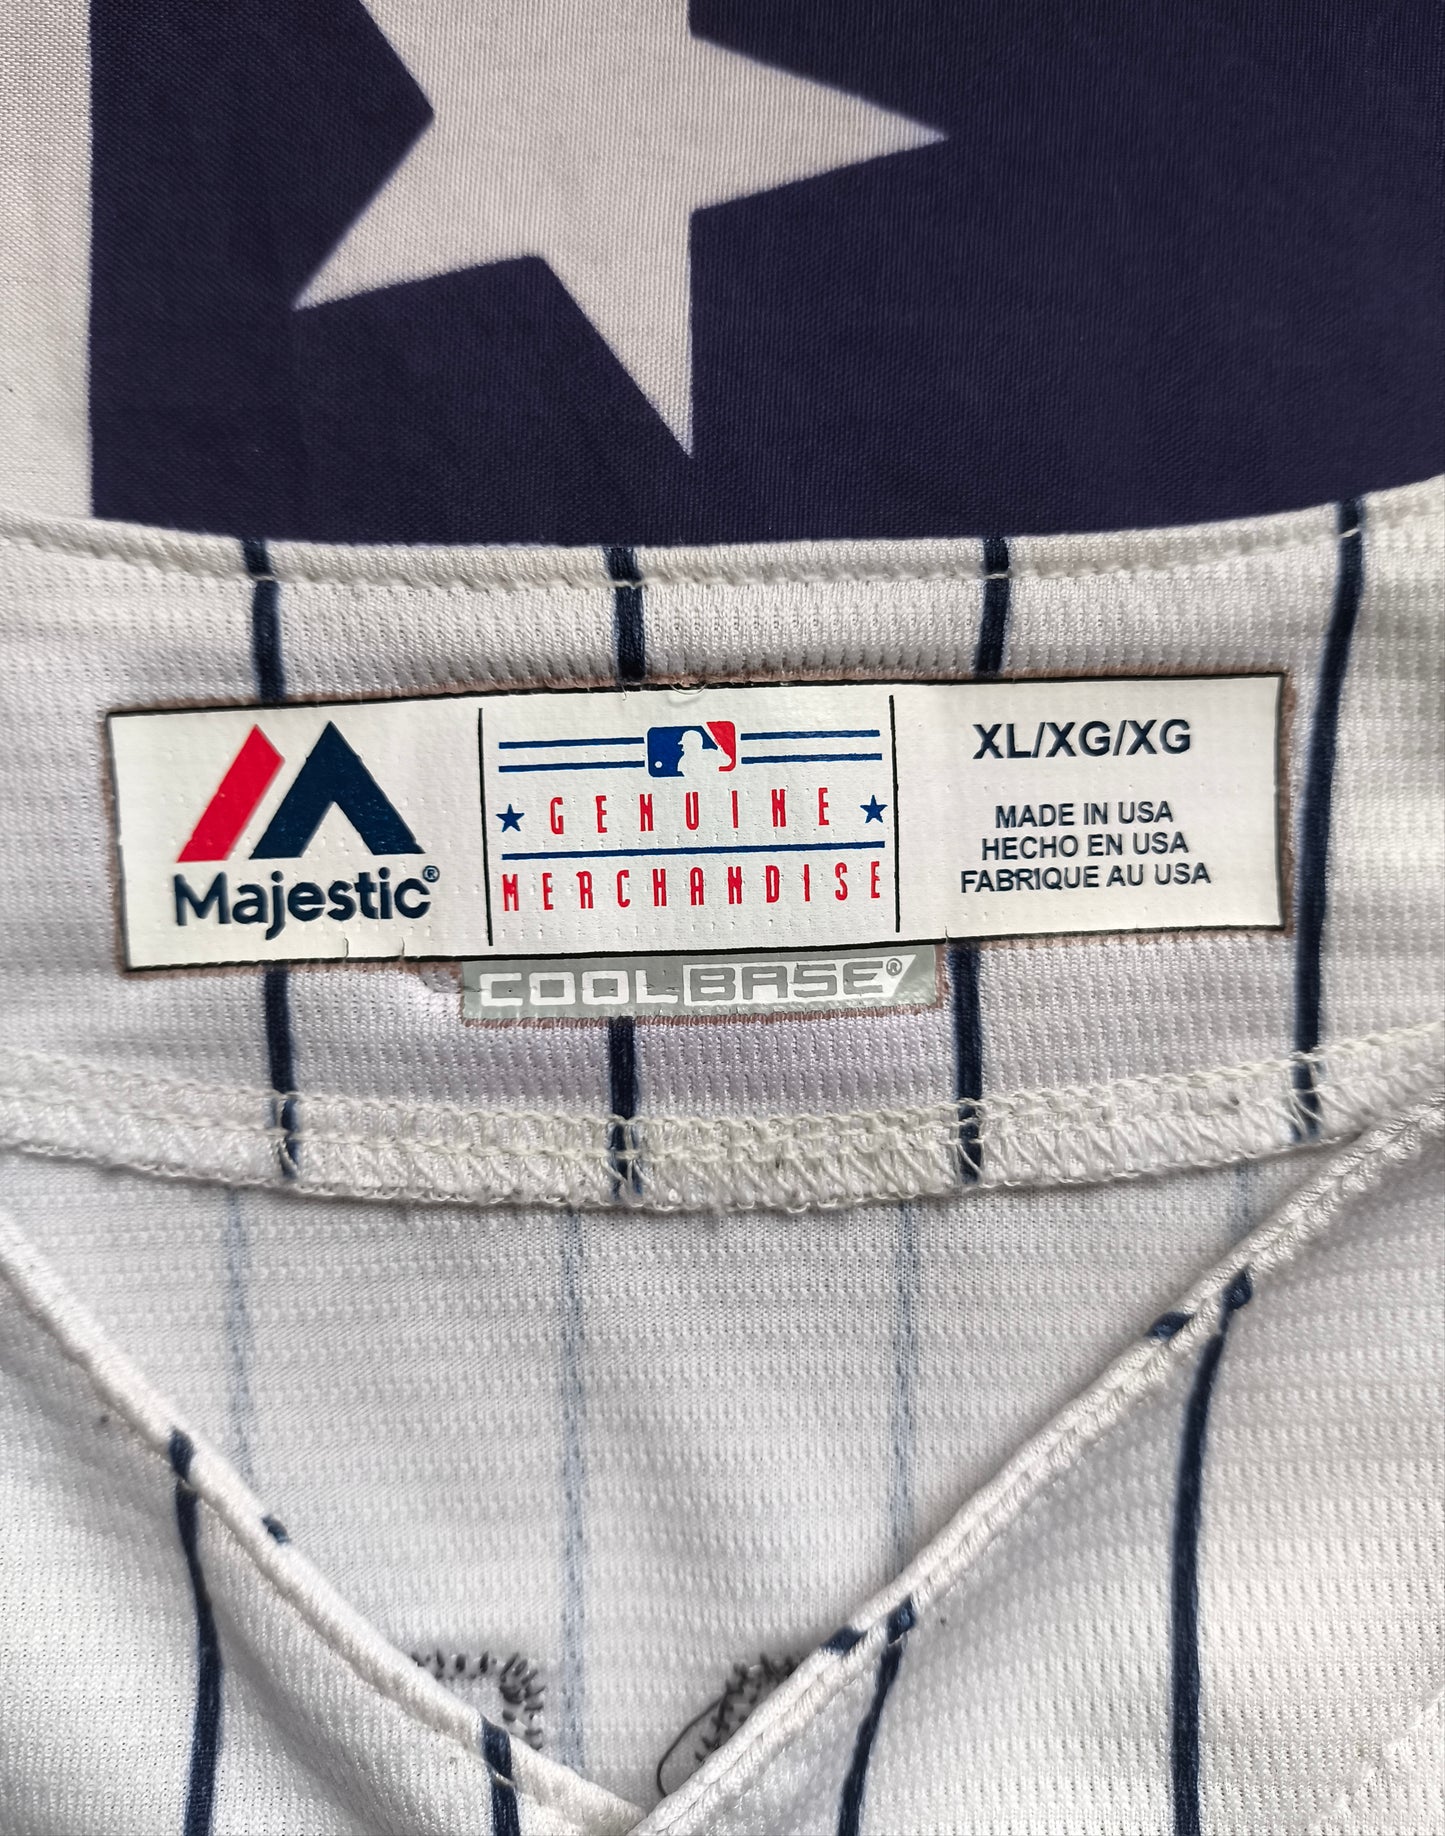 Majestic®
GENUINE
MERCHANDISE
XL/XG/XG
MADE IN USA
HECHO EN USA
FABRIQUE AU USA
COOLBASE®